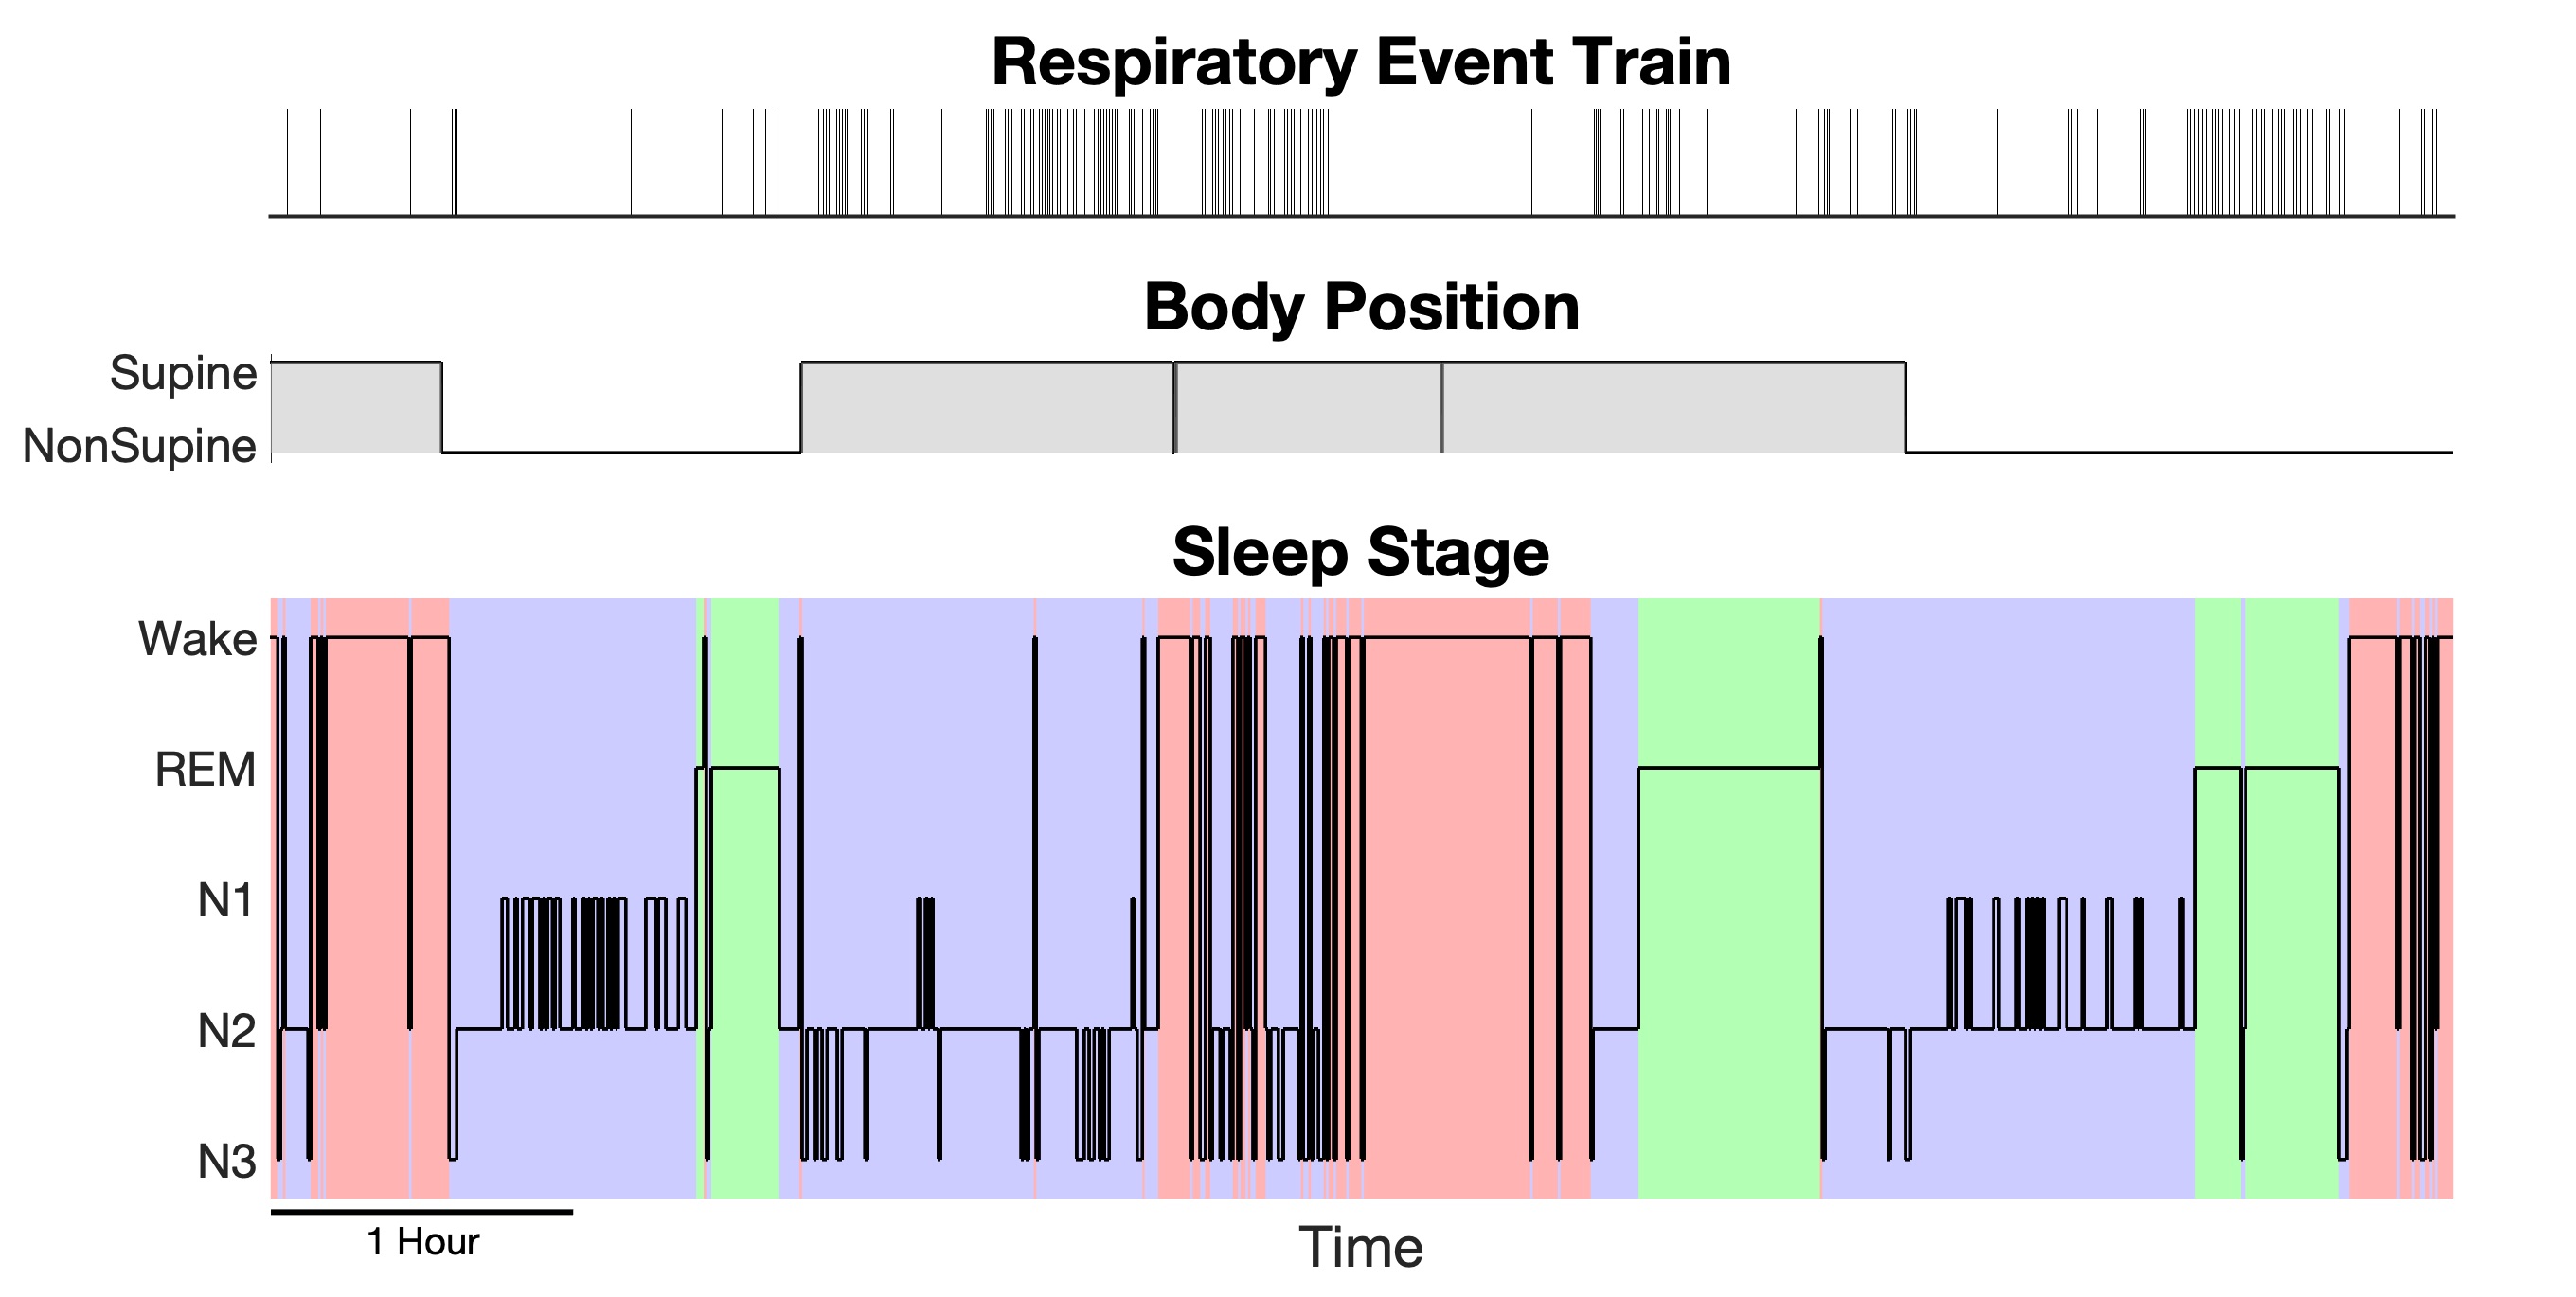 Respiratory Event Train
Body Position
Supine
NonSupine
Sleep Stage
Wake
REM
N1
N2
N3
1 Hour
Time